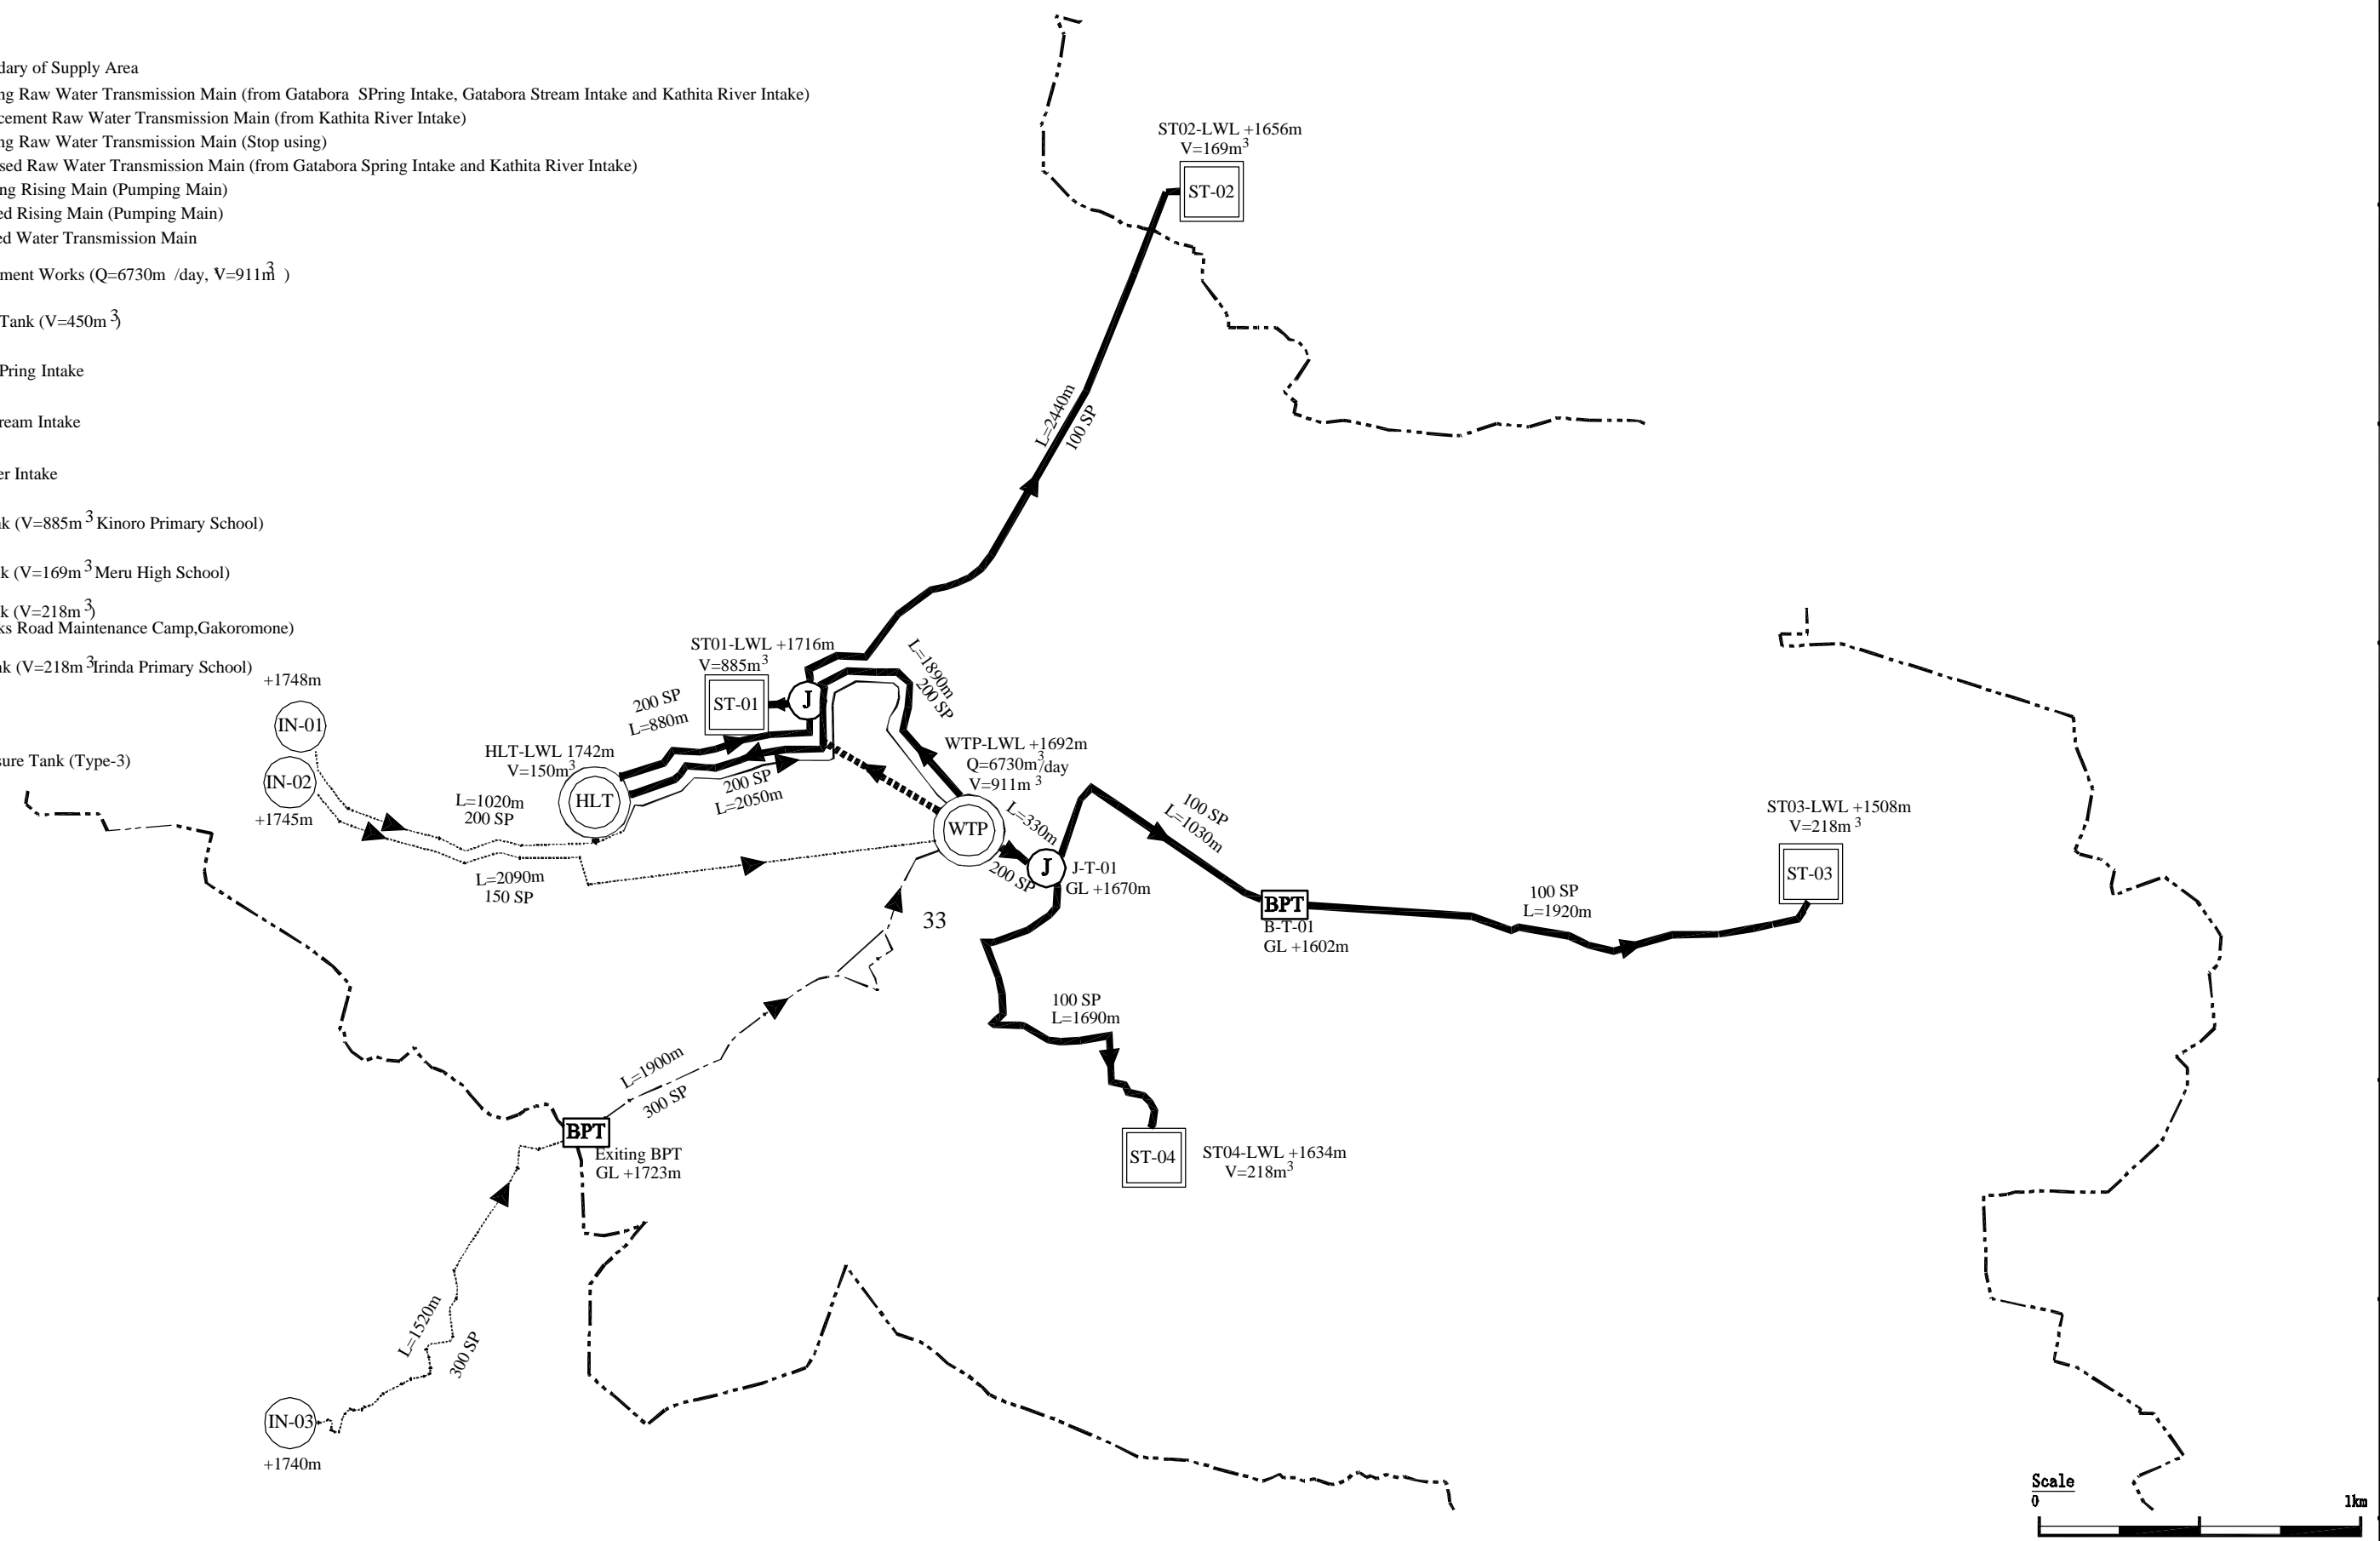 dary of Supply Area
ng Raw Water Transmission Main (from Gatabora SPring Intake, Gatabora Stream Intake and Kathita River Intake)
cement Raw Water Transmission Main (from Kathita River Intake)
ng Raw Water Transmission Main (Stop using)
sed Raw Water Transmission Main (from Gatabora Spring Intake and Kathita River Intake)
ng Rising Main (Pumping Main)
ed Rising Main (Pumping Main)
ed Water Transmission Main
ment Works (Q=6730m /day, V=911m3 )
Tank (V=450m3)
Pring Intake
ream Intake
er Intake
k (V=885m3 Kinoro Primary School)
k (V=169m3 Meru High School)
k (V=218m3)
ks Road Maintenance Camp,Gakoromone)
k (V=218m3Irinda Primary School)
sure Tank (Type-3)
ST02-LWL +1656m
V=169m3
ST-02
L=2440m
100 SP
ST01-LWL +1716m
V=885m3
ST-01
J
200 SP
L=880m
L=1890m
200 SP
+1748m
IN-01
IN-02
+1745m
HLT-LWL 1742m
V=150m3
HLT
200 SP
L=2050m
L=1020m
200 SP
L=2090m
150 SP
WTP-LWL +1692m
Q=6730m3/day
V=911m3
WTP
L=330m
200 SP
J
J-T-01
GL +1670m
100 SP
L=1030m
BPT
B-T-01
GL +1602m
100 SP
L=1920m
ST03-LWL +1508m
V=218m3
ST-03
33
100 SP
L=1690m
ST-04
ST04-LWL +1634m
V=218m3
L=1900m
300 SP
BPT
Exiting BPT
GL +1723m
L=1520m
300 SP
IN-03
+1740m
Scale
0 1km